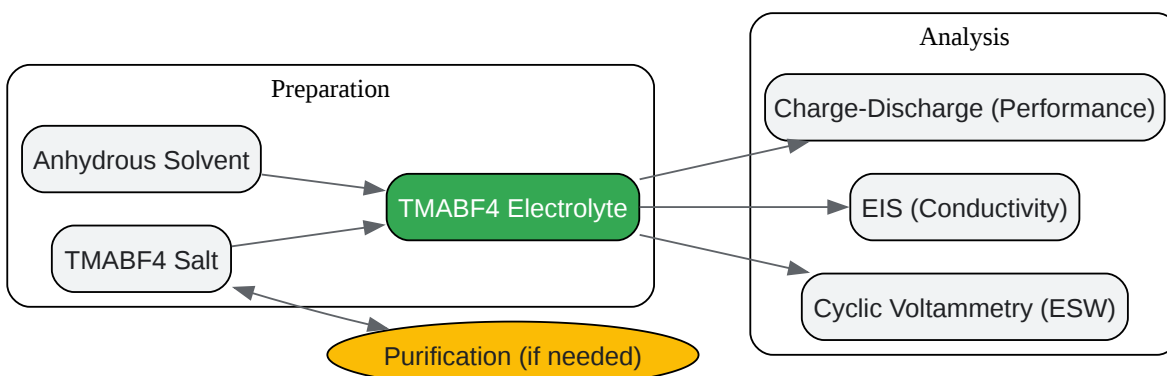 Preparation
Anhydrous Solvent
TMABF4 Salt
TMABF4 Electrolyte
Purification (if needed)
Analysis
Charge-Discharge (Performance)
EIS (Conductivity)
Cyclic Voltammetry (ESW)